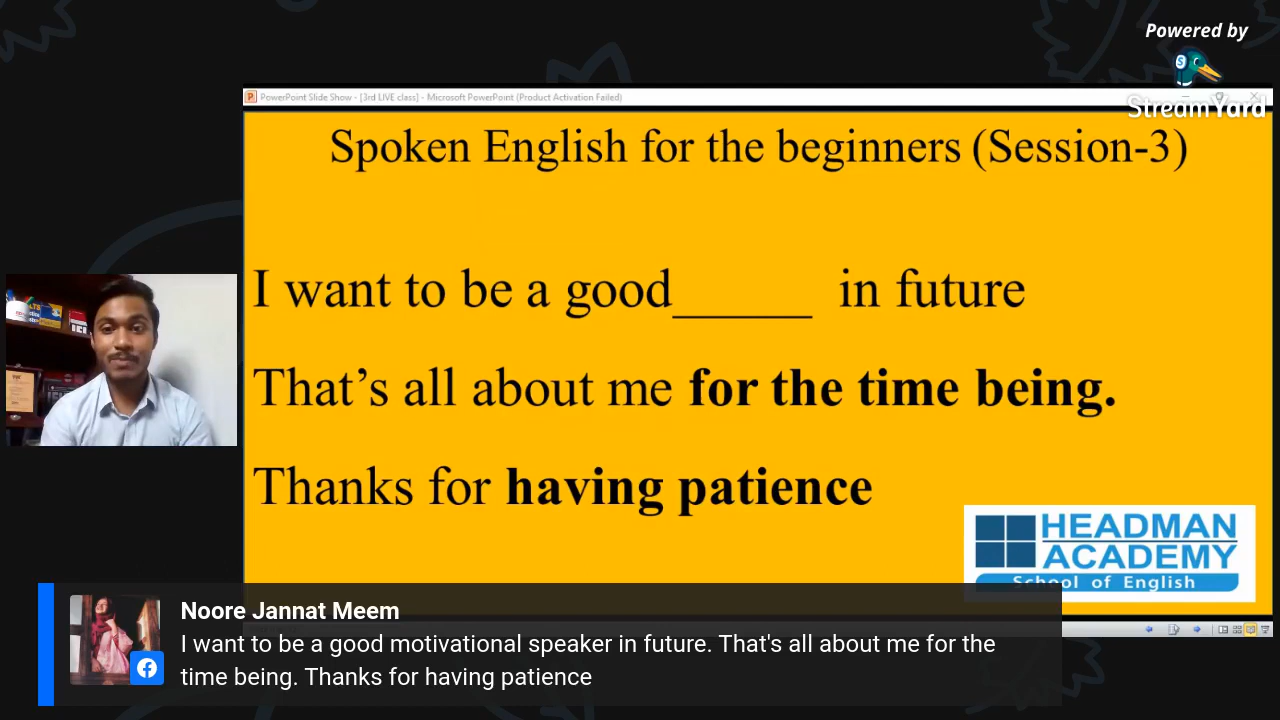 Powered by
StreamYard
PowerPoint Slide Show - [3rd LIVE class] - Microsoft PowerPoint (Product Activation Failed)
Spoken English for the beginners (Session-3)
I want to be a good______ in future
That’s all about me for the time being.
Thanks for having patience
HEADMAN
ACADEMY
School of English
Noore Jannat Meem
I want to be a good motivational speaker in future. That's all about me for the
time being. Thanks for having patience